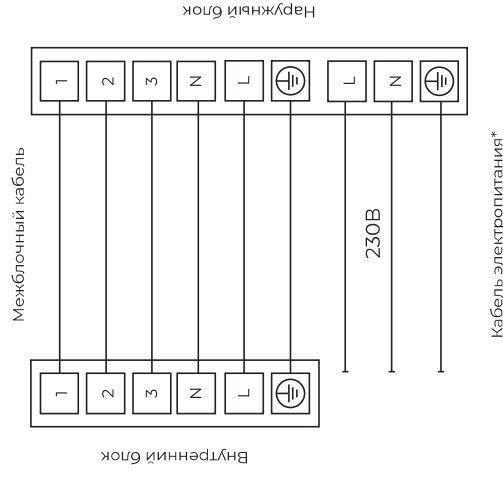 Наружный блок
1 2 3 N L L N
Межблочный кабель
230В
Кабель электропитания*
1 2 3 N L
Внутренний блок